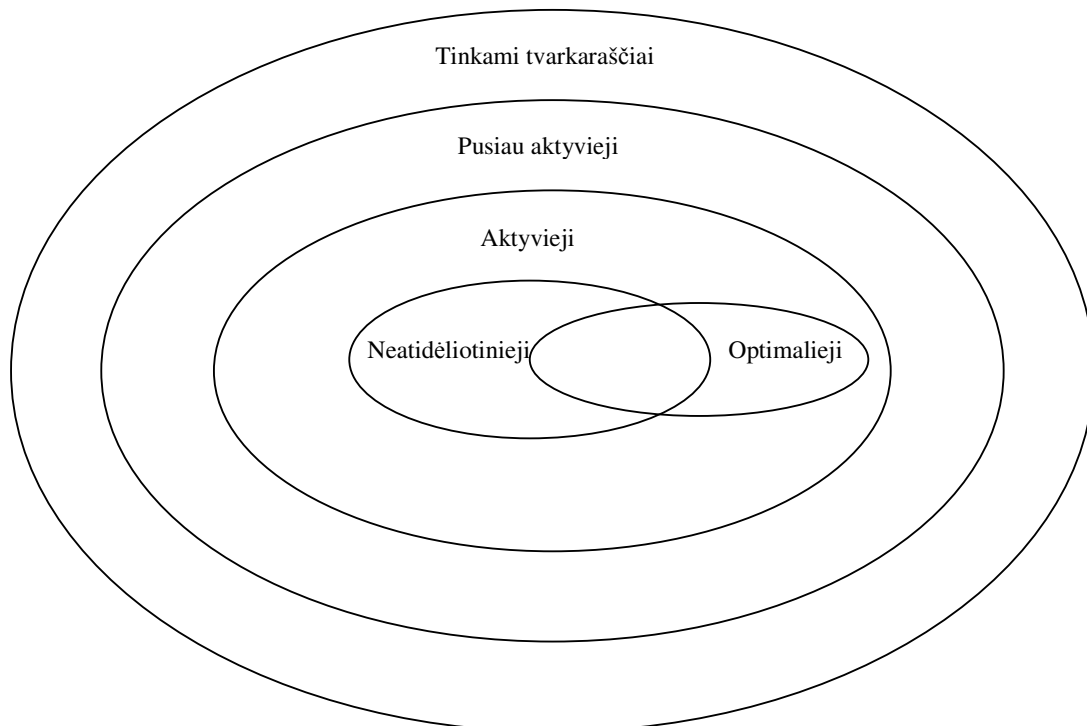 Tinkami tvarkaraščiai
Pusiau aktyvieji
Aktyvieji
Neatidėliotinieji
Optimalieji